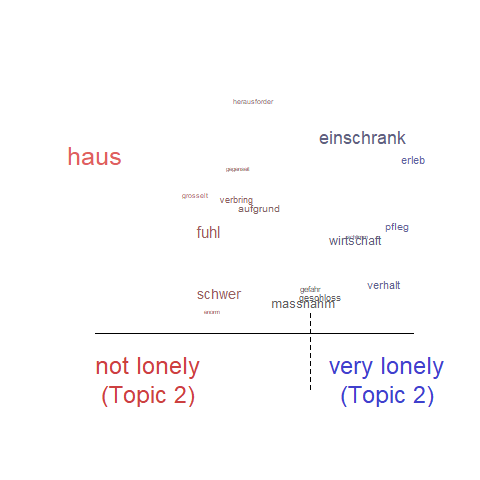 herausforder
einschrank
haus
erleb
gegenseit
grosselt
verbring
aufgrund
fuhl
pfleg
wirtschaft
schwer
verhalt
gefahr
geschloss
massnahm
enorm
not lonely
(Topic 2)
very lonely
(Topic 2)